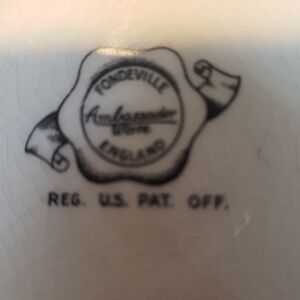 FONDEVILLE
Ambassador
Ware
ENGLAND
REG. U.S. PAT. OFF.